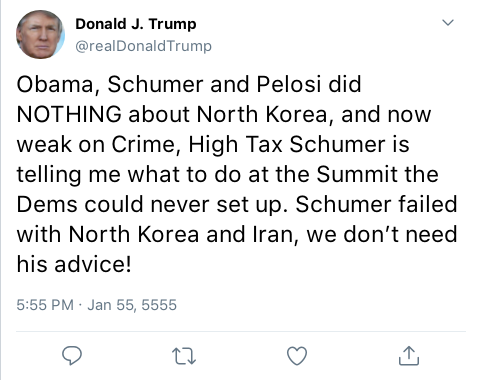 Donald J. Trump
@realDonaldTrump
Obama, Schumer and Pelosi did
NOTHING about North Korea, and now
weak on Crime, High Tax Schumer is
telling me what to do at the Summit the
Dems could never set up. Schumer failed
with North Korea and Iran, we don’t need
his advice!
5:55 PM · Jan 55, 5555